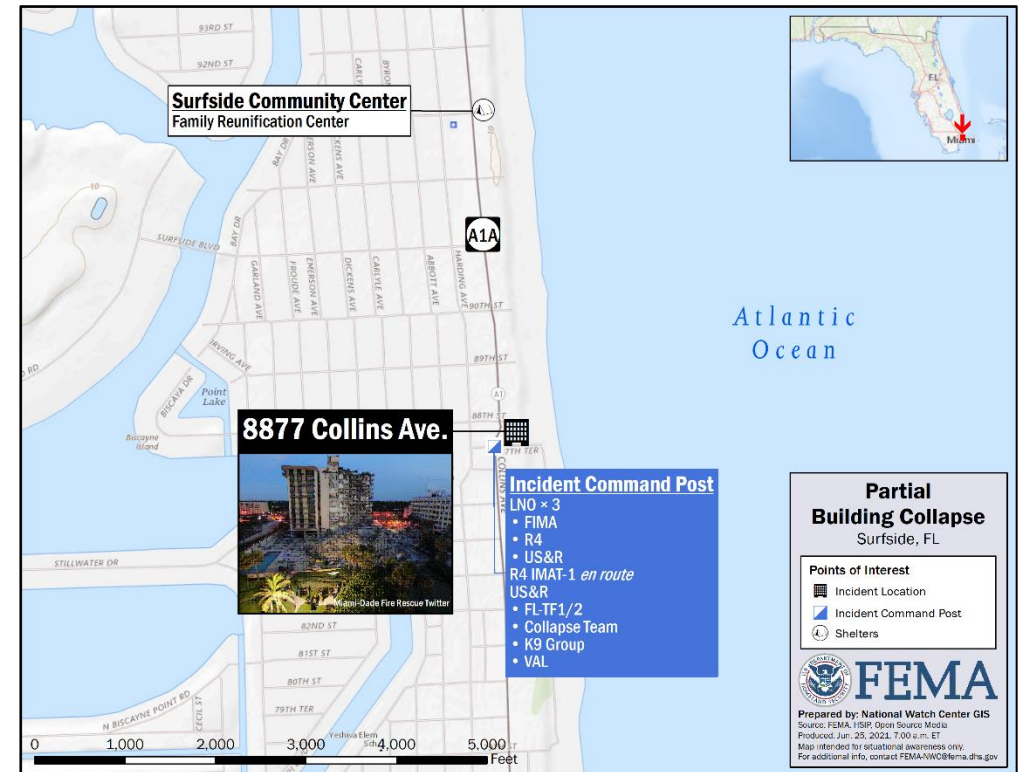 93RD ST
92ND ST
Surfside Community Center
Family Reunification Center
BAY DR
SURFSIDE BLVD
BAY DR
GARLAND AVE
FROUDE AVE
EMERSON AVE
DICKENS AVE
CARLYLE AVE
ABBOTT AVE
HARDING AVE
A1A
90TH ST
89TH ST
IRVING AVE
BISCAYA DR
Point
Lake
Biscayne
Island
A1
88TH ST
7TH TER
COLLINS AVE
10
8877 Collins Ave.
Miami-Dade Fire Rescue Twitter
Incident Command Post
LNO × 3
• FIMA
• R4
• US&R
R4 IMAT-1 en route
US&R
• FL-TF1/2
• Collapse Team
• K9 Group
• VAL
STILLWATER DR
82ND ST
81ST ST
80TH ST
79TH TER
N BISCAYNE POINT RD
CECIL ST
Yeshiva Elem
Sch
0 1,000 2,000 3,000 4,000 5,000
Feet
Atlantic
Ocean
FL
Miami
Partial
Building Collapse
Surfside, FL
Points of Interest
Incident Location
Incident Command Post
Shelters
FEMA
Prepared by: National Watch Center GIS
Source: FEMA, HSIP, Open Source Media
Produced: Jun. 25, 2021, 7:00 a.m. ET
Map intended for situational awareness only.
For additional info, contact FEMA-NWC@fema.dhs.gov